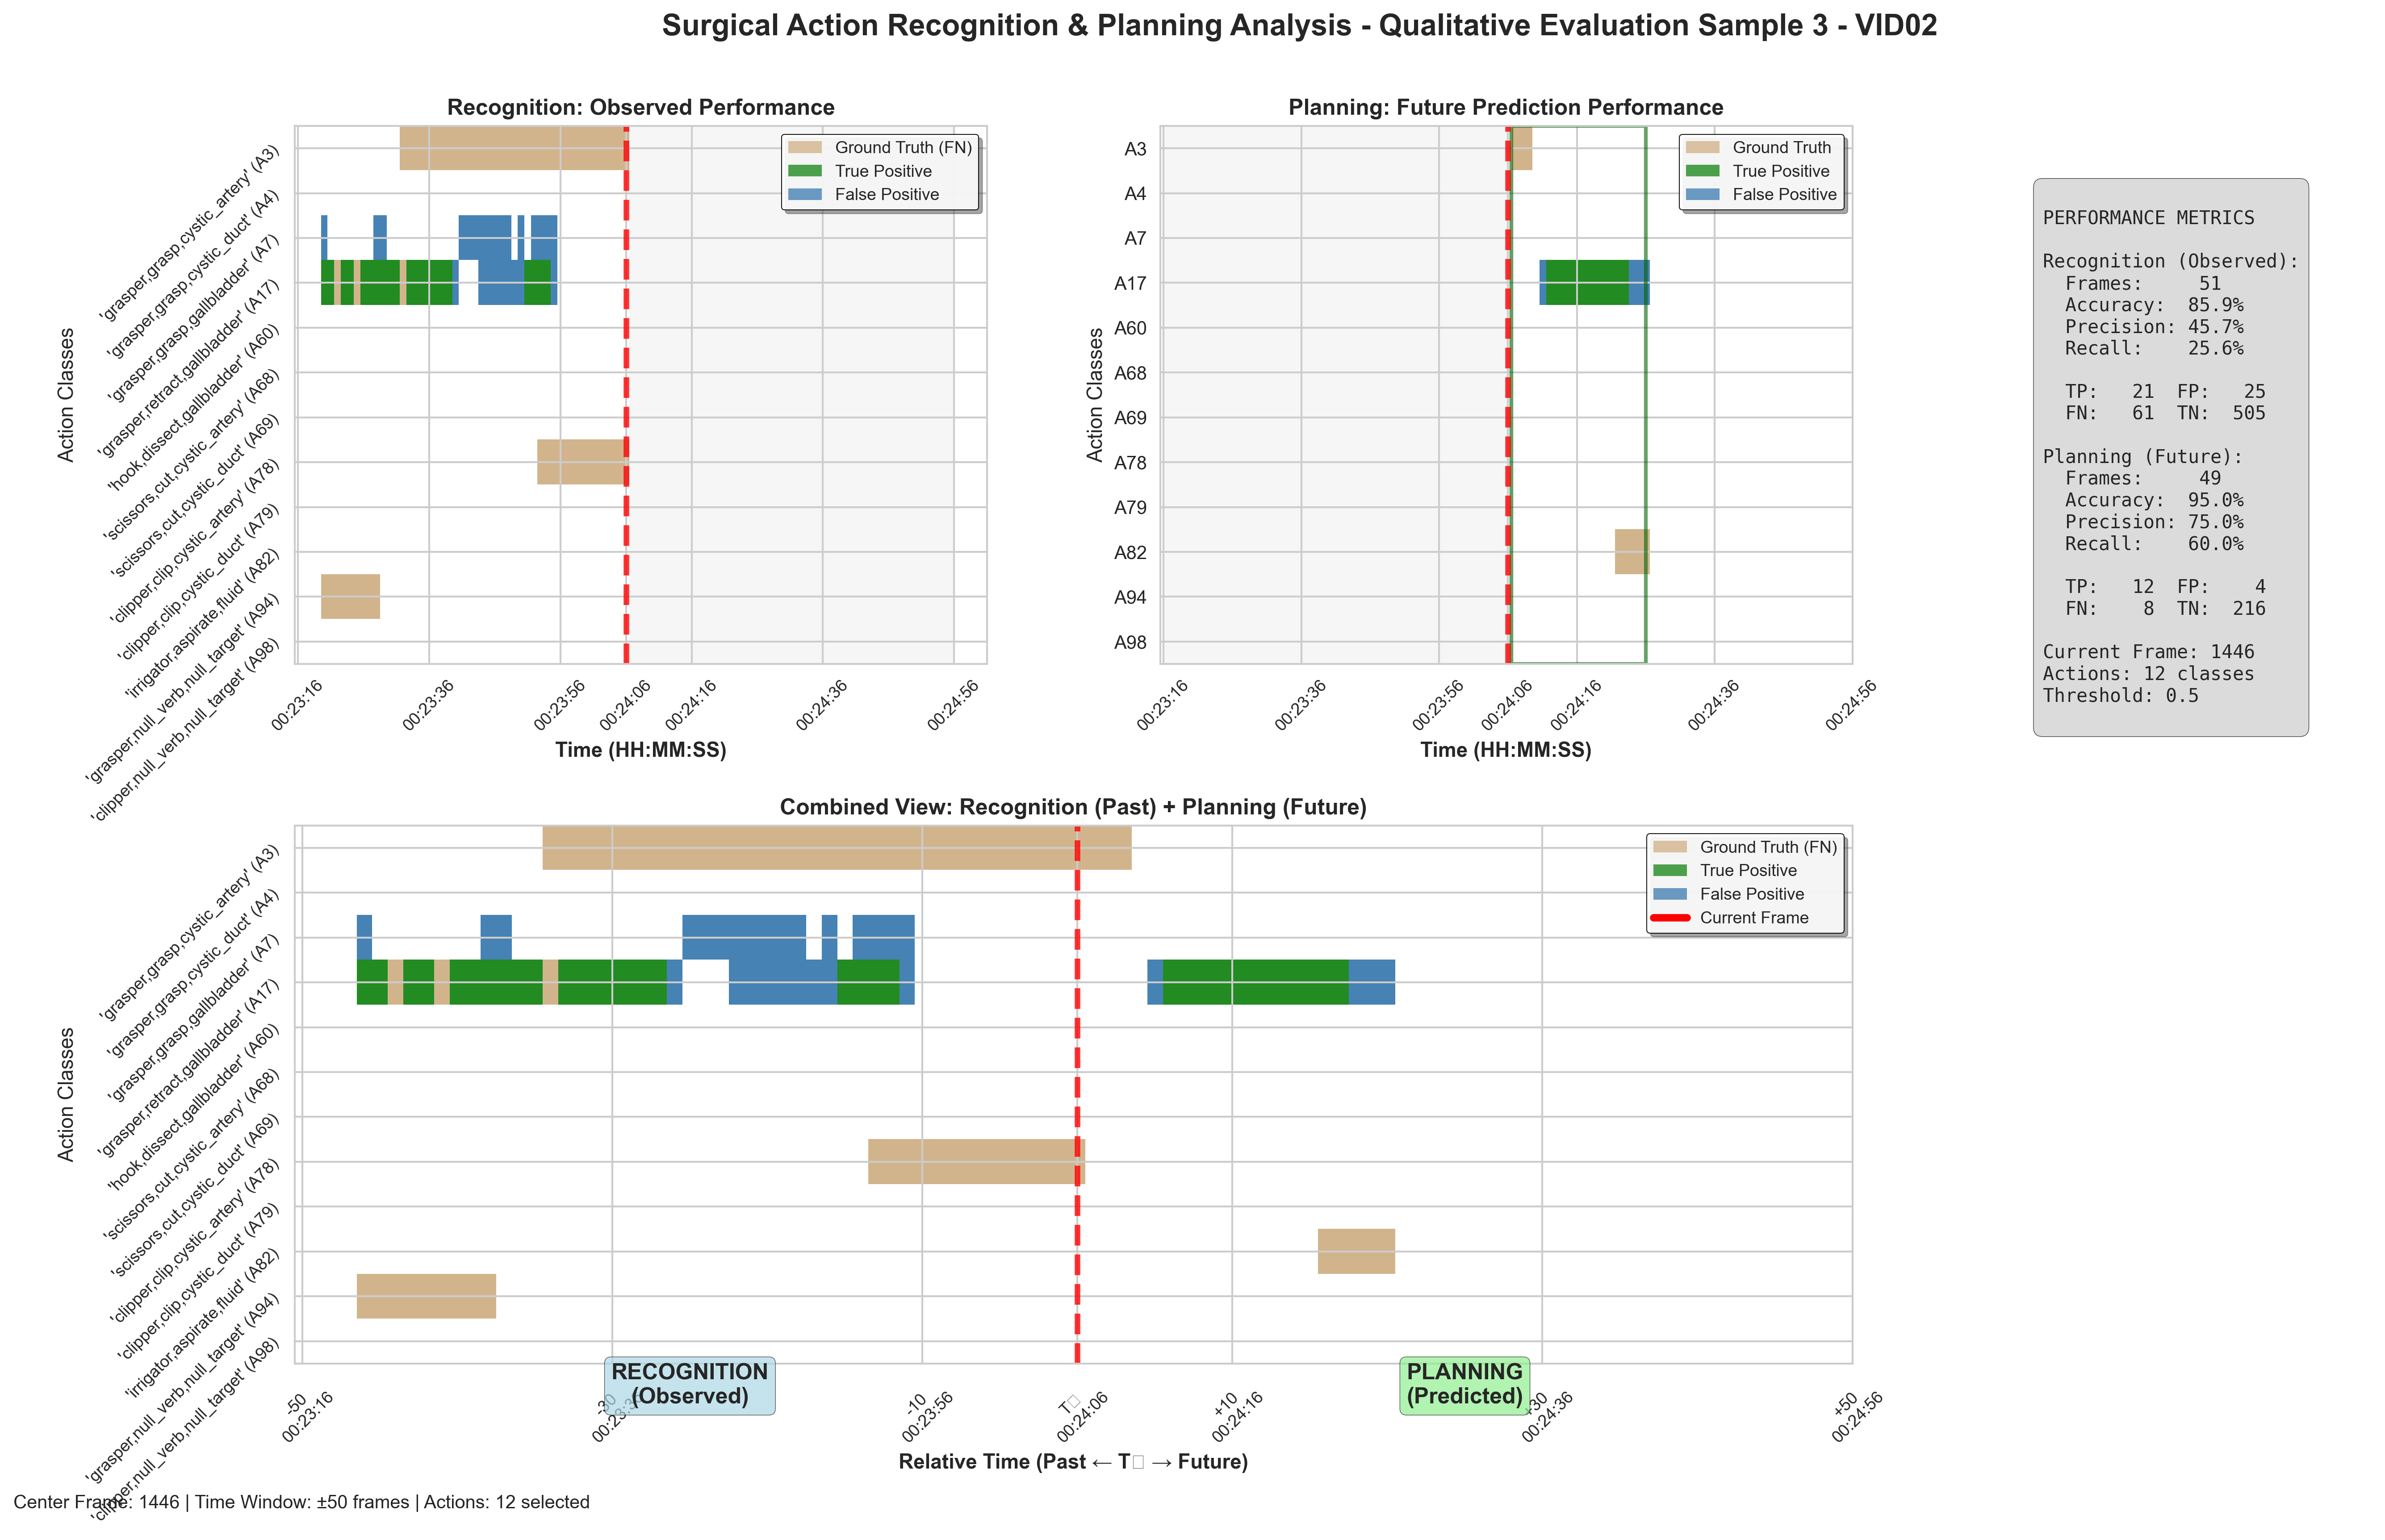 Surgical Action Recognition & Planning Analysis - Qualitative Evaluation Sample 3 - VID02
Recognition: Observed Performance
Ground Truth (FN)
True Positive
False Positive
Action Classes
'grasper,grasp,cystic_artery' (A3)
'grasper,grasp,cystic_duct' (A4)
'grasper,grasp,gallbladder' (A7)
'grasper,retract,gallbladder' (A17)
'hook,dissect,gallbladder' (A60)
'scissors,cut,cystic_artery' (A68)
'scissors,cut,cystic_duct' (A69)
'clipper,clip,cystic_artery' (A78)
'clipper,clip,cystic_duct' (A79)
'irrigator,aspirate,fluid' (A82)
'grasper,null_verb,null_target' (A94)
'clipper,null_verb,null_target' (A98)
00:23:16
00:23:36
00:23:56
00:24:06
00:24:16
00:24:36
00:24:56
Time (HH:MM:SS)
Planning: Future Prediction Performance
Ground Truth
True Positive
False Positive
Action Classes
A3
A4
A7
A17
A60
A68
A69
A78
A79
A82
A94
A98
00:23:16
00:23:36
00:23:56
00:24:06
00:24:16
00:24:36
00:24:56
Time (HH:MM:SS)
PERFORMANCE METRICS
Recognition (Observed):
Frames: 51
Accuracy: 85.9%
Precision: 45.7%
Recall: 25.6%
TP: 21 FP: 25
FN: 61 TN: 505
Planning (Future):
Frames: 49
Accuracy: 95.0%
Precision: 75.0%
Recall: 60.0%
TP: 12 FP: 4
FN: 8 TN: 216
Current Frame: 1446
Actions: 12 classes
Threshold: 0.5
Combined View: Recognition (Past) + Planning (Future)
Ground Truth (FN)
True Positive
False Positive
Current Frame
Action Classes
'grasper,grasp,cystic_artery' (A3)
'grasper,grasp,cystic_duct' (A4)
'grasper,grasp,gallbladder' (A7)
'grasper,retract,gallbladder' (A17)
'hook,dissect,gallbladder' (A60)
'scissors,cut,cystic_artery' (A68)
'scissors,cut,cystic_duct' (A69)
'clipper,clip,cystic_artery' (A78)
'clipper,clip,cystic_duct' (A79)
'irrigator,aspirate,fluid' (A82)
'grasper,null_verb,null_target' (A94)
'clipper,null_verb,null_target' (A98)
RECOGNITION
(Observed)
PLANNING
(Predicted)
-50
00:23:16
-30
-10
00:23:56
T□
00:24:06
+10
00:24:16
+30
00:24:36
+50
00:24:56
Relative Time (Past ← T□ → Future)
Center Frame: 1446 | Time Window: ±50 frames | Actions: 12 selected